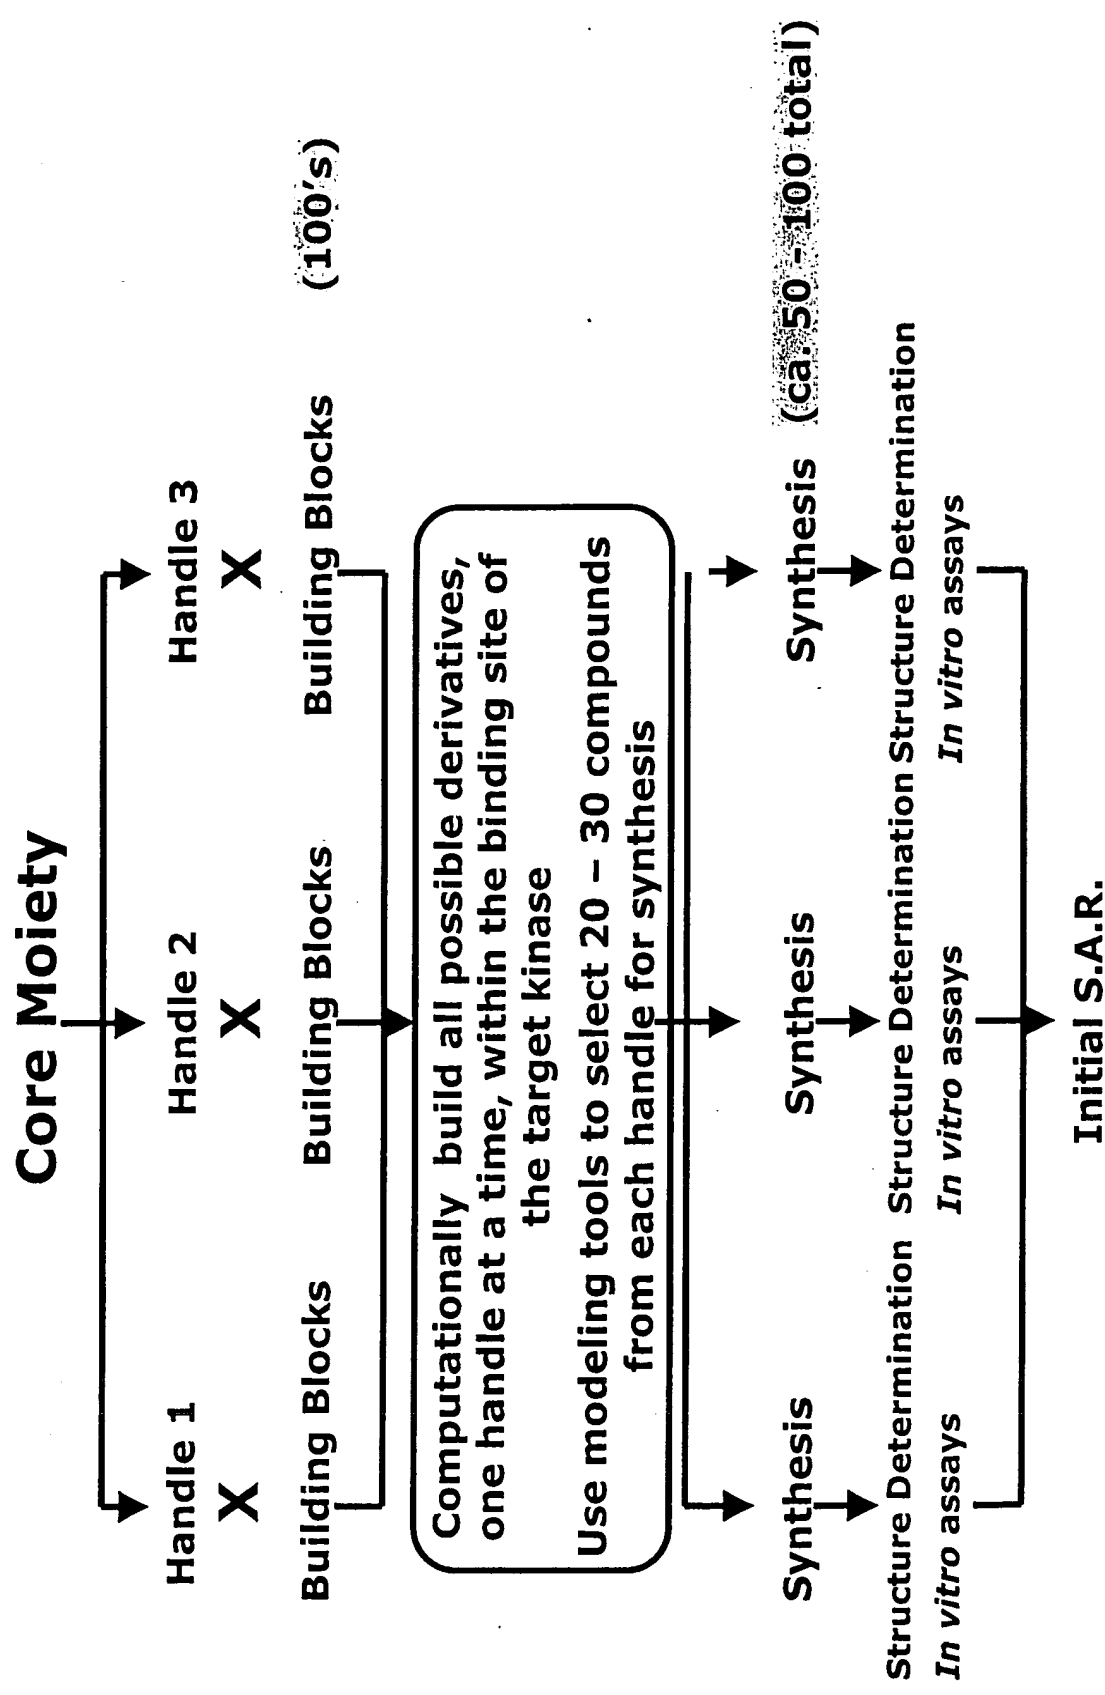 Core Moiety
Handle 1 Handle 2 Handle 3
X X X
Building Blocks Building Blocks Building Blocks (100's)
Computationally build all possible derivatives,
one handle at a time, within the binding site of
the target kinase
Use modeling tools to select 20 – 30 compounds
from each handle for synthesis
Synthesis Synthesis Synthesis (ca. 50 – 100 total)
Structure Determination Structure Determination Structure Determination
In vitro assays In vitro assays In vitro assays
Initial S.A.R.